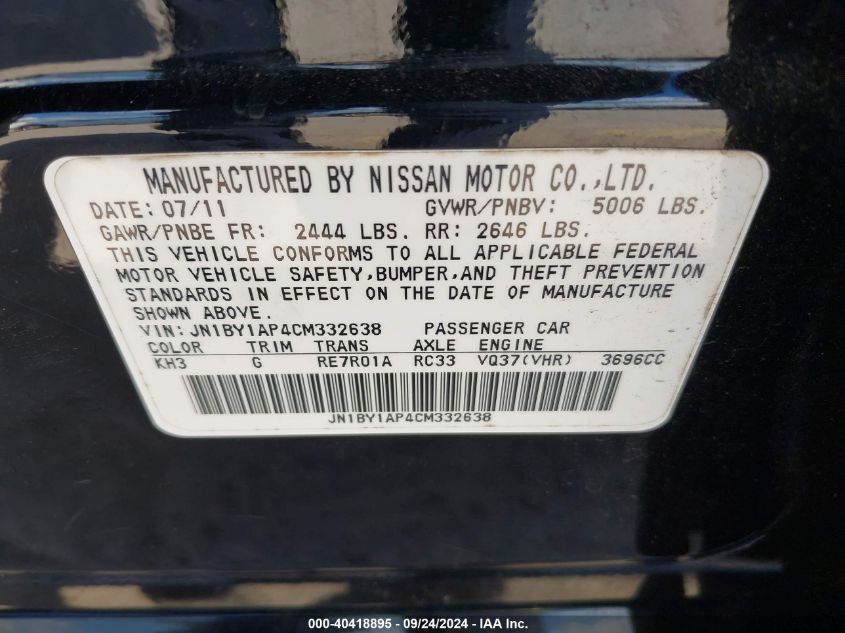 MANUFACTURED BY NISSAN MOTOR CO.,LTD.
DATE: 07/11 GVWR/PNBV: 5006 LBS.
GAWR/PNBE FR: 2444 LBS. RR: 2646 LBS.
THIS VEHICLE CONFORMS TO ALL APPLICABLE FEDERAL
MOTOR VEHICLE SAFETY,BUMPER,AND THEFT PREVENTION
STANDARDS IN EFFECT ON THE DATE OF MANUFACTURE
SHOWN ABOVE.
VIN: JN1BY1AP4CM332638 PASSENGER CAR
COLOR TRIM TRANS AXLE ENGINE
KH3 G RE7R01A RC33 VQ37(VHR) 3696CC
JN1BY1AP4CM332638
000-40418895 - 09/24/2024 - IAA Inc.